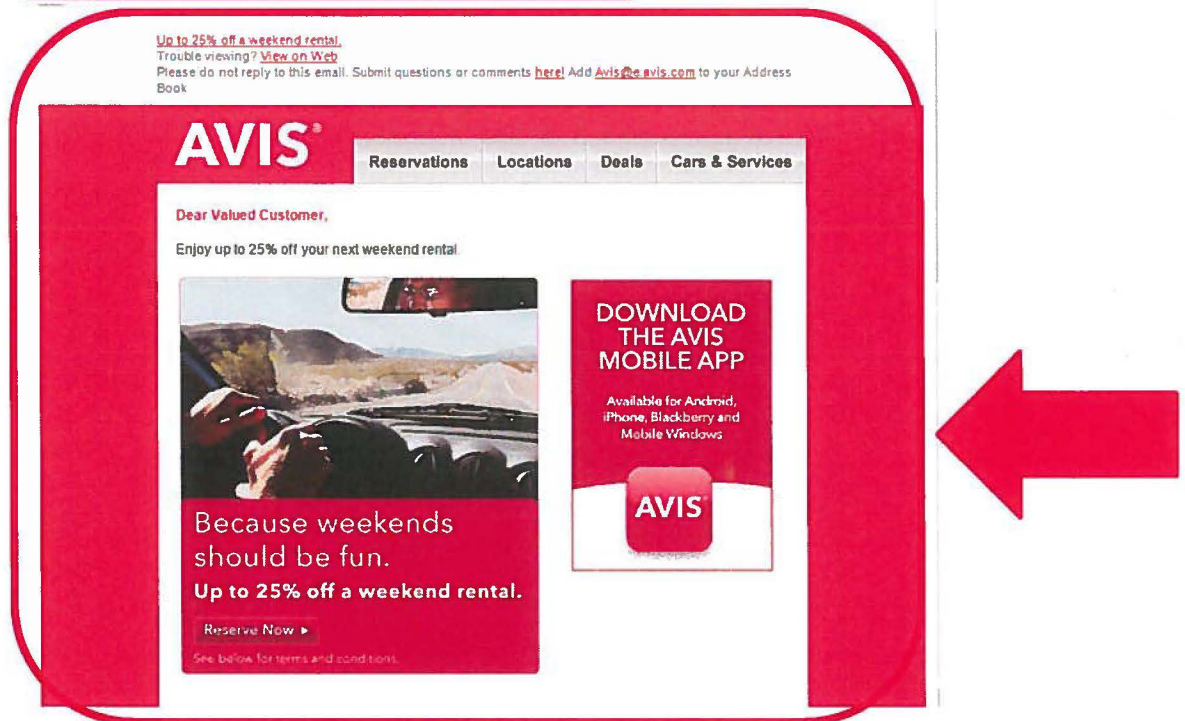 Up to 25% off a weekend rental.
Trouble viewing? View on Web
Please do not reply to this email. Submit questions or comments here! Add Avis@e.avis.com to your Address
Book
AVIS
Reservations Locations Deals Cars & Services
Dear Valued Customer,
Enjoy up to 25% off your next weekend rental
DOWNLOAD
THE AVIS
MOBILE APP
Available for Android,
iPhone, Blackberry and
Mobile Windows
AVIS
Because weekends
should be fun.
Up to 25% off a weekend rental.
Reserve Now ▸
See below for terms and conditions.